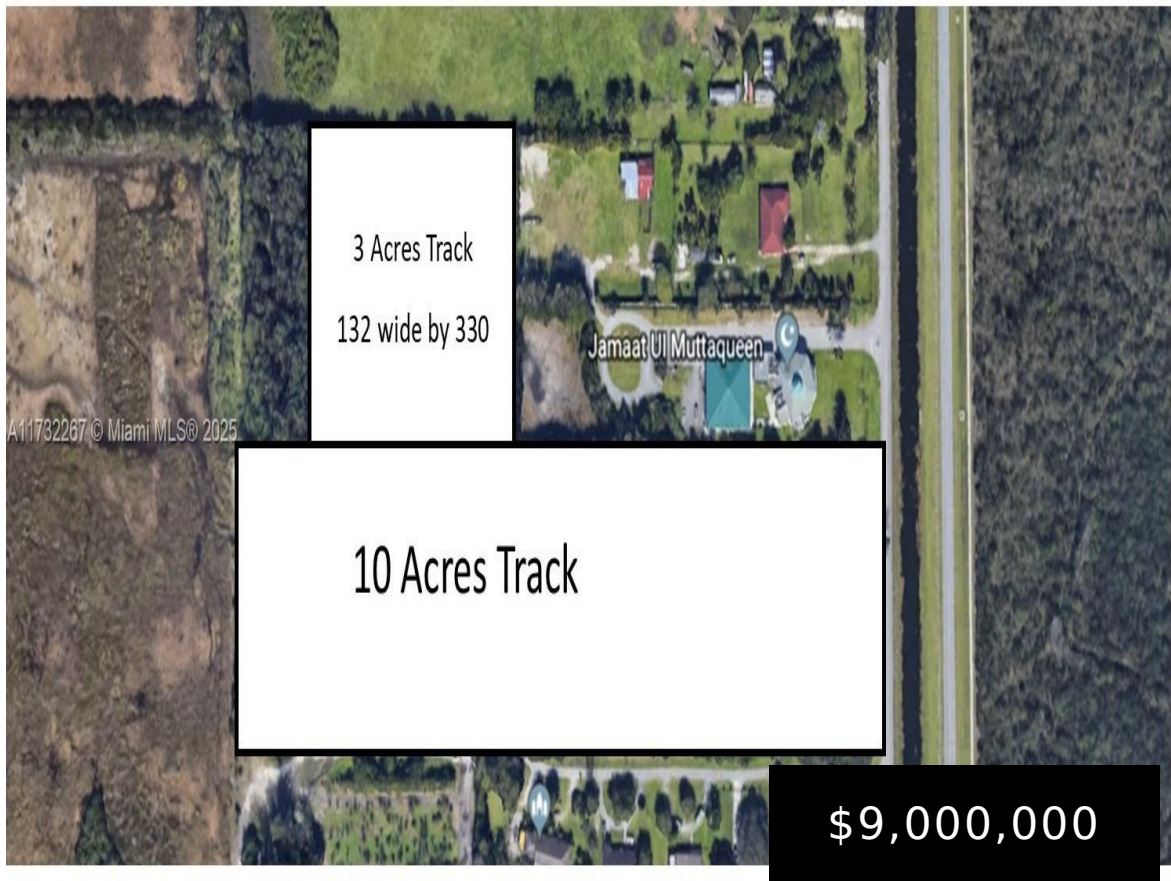 3 Acres Track
132 wide by 330
Jamaat Ul Muttaqueen
A11732267 © Miami MLS® 2025
10 Acres Track
$9,000,000